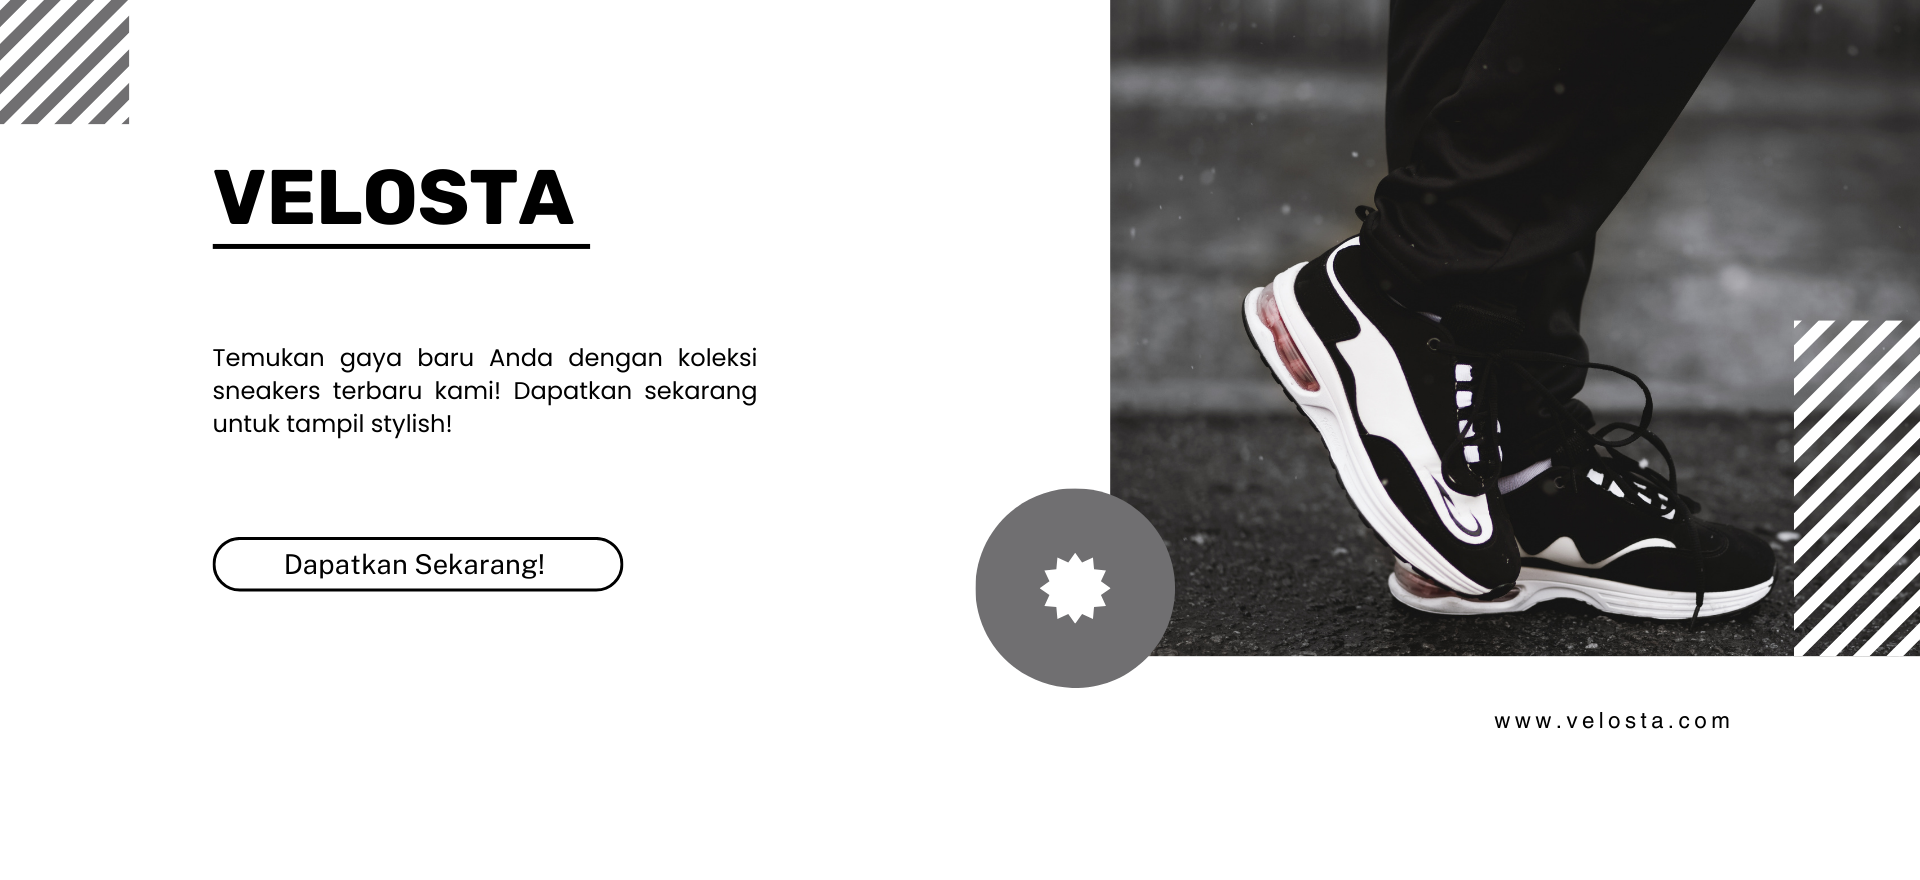 VELOSTA
Temukan gaya baru Anda dengan koleksi
sneakers terbaru kami! Dapatkan sekarang
untuk tampil stylish!
Dapatkan Sekarang!
www.velosta.com